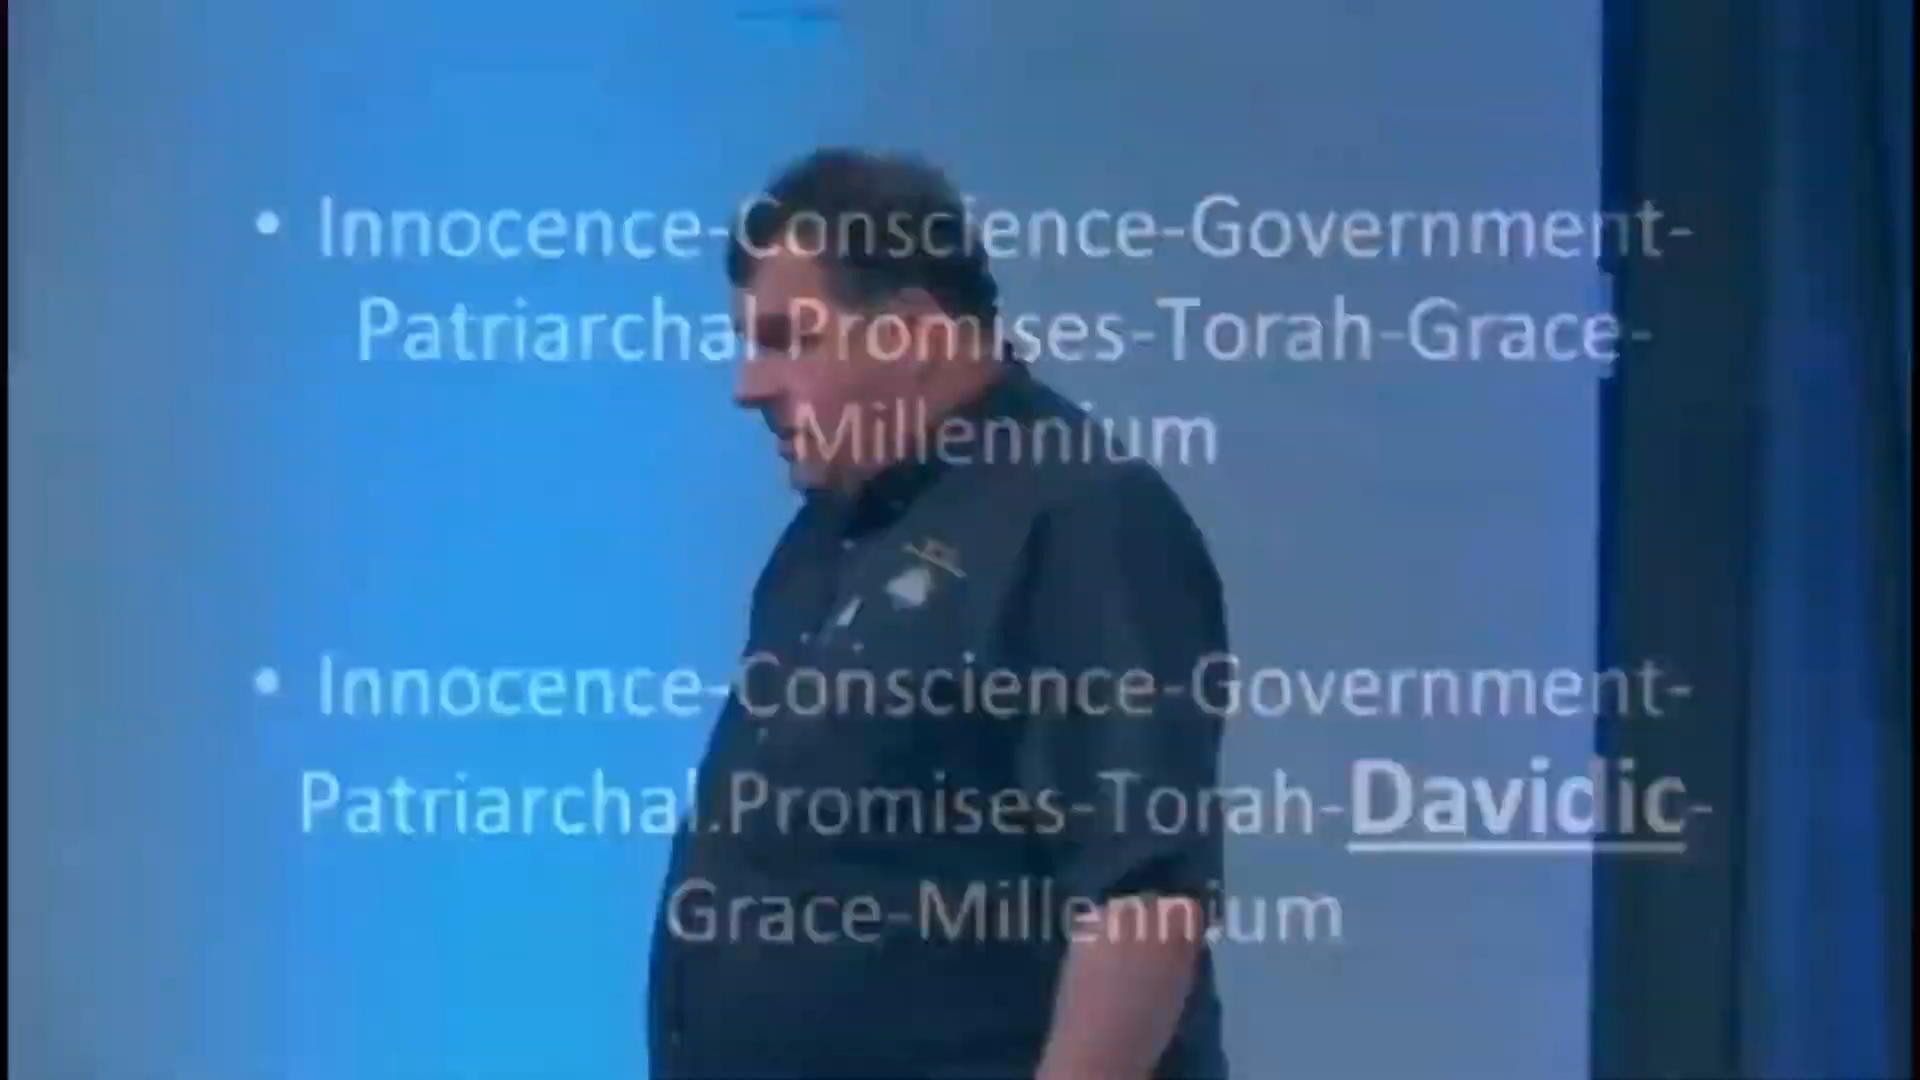 • Innocence-Conscience-Government-
Patriarchal Promises-Torah-Grace-
Millennium
• Innocence-Conscience-Government-
Patriarchal Promises-Torah-Davidic-
Grace-Millennium